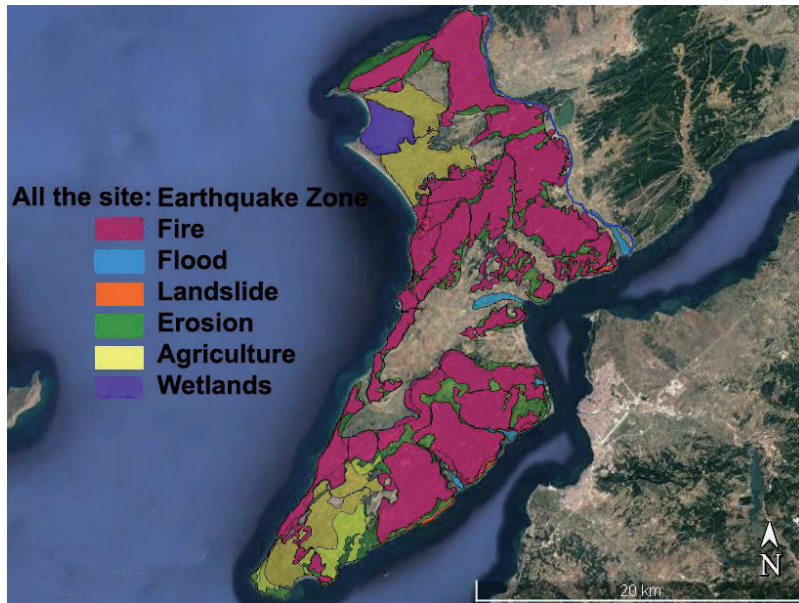 All the site: Earthquake Zone
Fire
Flood
Landslide
Erosion
Agriculture
Wetlands
N
20 km